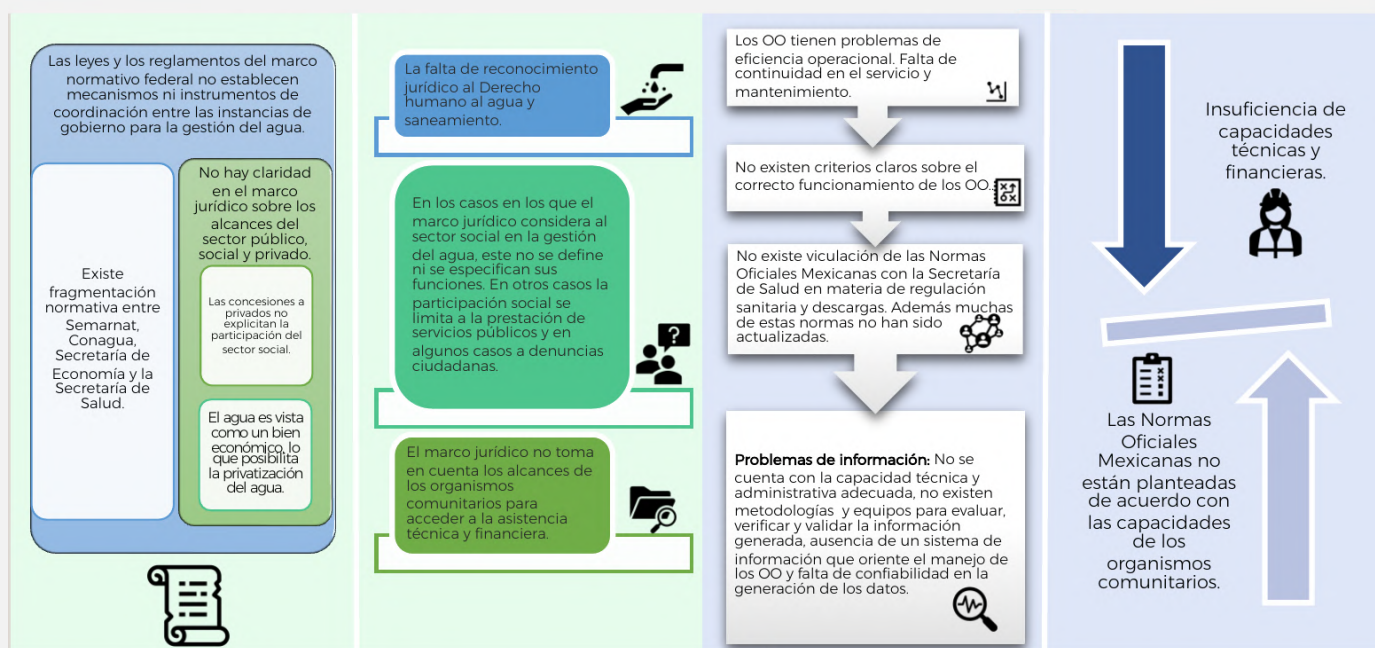 Las leyes y los reglamentos del marco
normativo federal no establecen
mecanismos ni instrumentos de
coordinación entre las instancias de
gobierno para la gestión del agua.
Existe
fragmentación
normativa entre
Semarnat,
Conagua,
Secretaría de
Economía y la
Secretaría de
Salud.
No hay claridad
en el marco
jurídico sobre los
alcances del
sector público,
social y privado.
Las concesiones a
privados no
explicitan la
participación del
sector social.
El agua es vista
como un bien
económico, lo
que posibilita
la privatización
del agua.
La falta de reconocimiento
jurídico al Derecho
humano al agua y
saneamiento.
En los casos en los que el
marco jurídico considera al
sector social en la gestión
del agua, este no se define
ni se especifican sus
funciones. En otros casos la
participación social se
limita a la prestación de
servicios públicos y en
algunos casos a denuncias
ciudadanas.
El marco jurídico no toma
en cuenta los alcances de
los organismos
comunitarios para
acceder a la asistencia
técnica y financiera.
Los OO tienen problemas de
eficiencia operacional. Falta de
continuidad en el servicio y
mantenimiento.
No existen criterios claros sobre el
correcto funcionamiento de los OO..
No existe viculación de las Normas
Oficiales Mexicanas con la Secretaría
de Salud en materia de regulación
sanitaria y descargas. Además muchas
de estas normas no han sido
actualizadas.
Problemas de información: No se
cuenta con la capacidad técnica y
administrativa adecuada, no existen
metodologías y equipos para evaluar,
verificar y validar la información
generada, ausencia de un sistema de
información que oriente el manejo de
los OO y falta de confiabilidad en la
generación de los datos.
Insuficiencia de
capacidades
técnicas y
financieras.
Las Normas
Oficiales
Mexicanas no
están planteadas
de acuerdo con
las capacidades
de los
organismos
comunitarios.